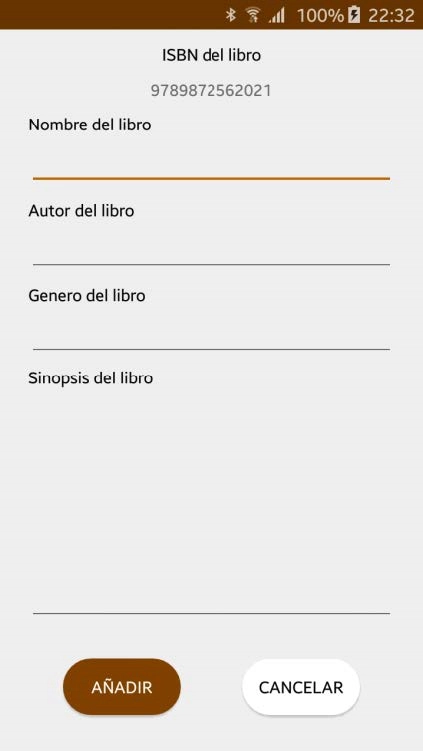 100% 22:32
ISBN del libro
9789872562021
Nombre del libro
Autor del libro
Genero del libro
Sinopsis del libro
AÑADIR CANCELAR